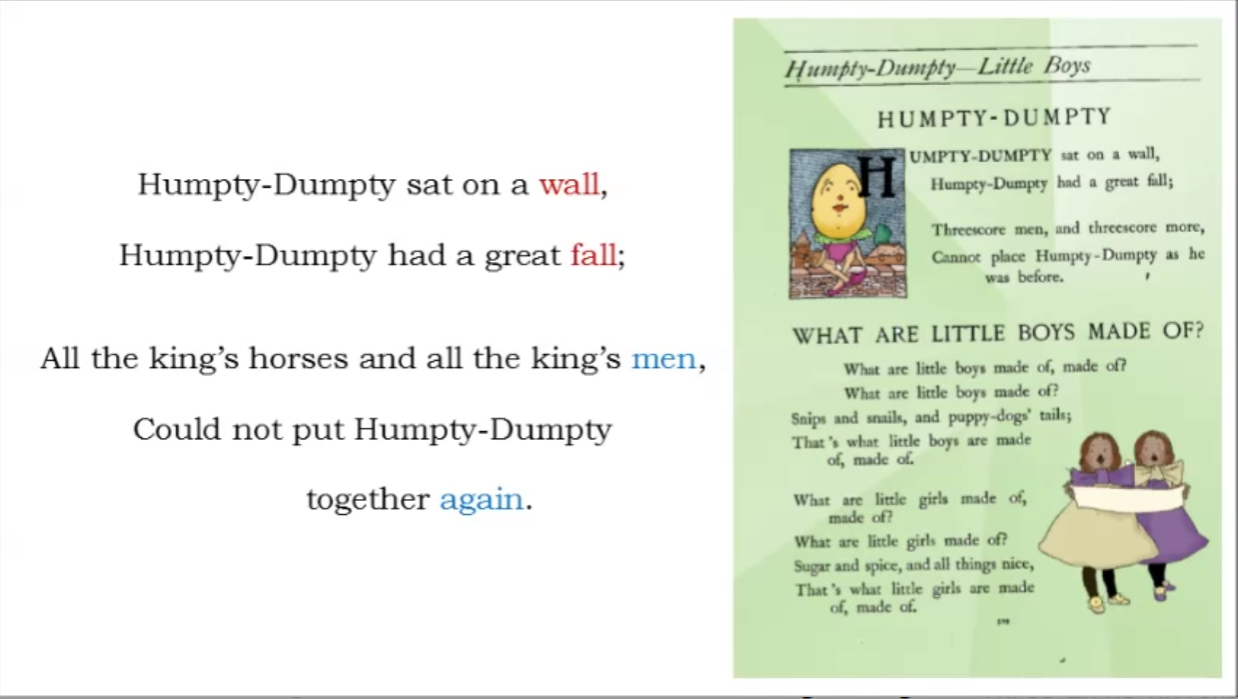 Humpty-Dumpty sat on a wall,
Humpty-Dumpty had a great fall;
All the king's horses and all the king's men,
Could not put Humpty-Dumpty
together again.
Humpty-Dumpty—Little Boys
HUMPTY-DUMPTY
HUMPTY-DUMPTY sat on a wall,
Humpty-Dumpty had a great fall;
Threescore men, and threescore more,
Cannot place Humpty-Dumpty as he
was before.
WHAT ARE LITTLE BOYS MADE OF?
What are little boys made of, made of?
What are little boys made of?
Snips and snails, and puppy-dogs' tails;
That's what little boys are made
of, made of.
What are little girls made of,
made of?
What are little girls made of?
Sugar and spice, and all things nice,
That's what little girls are made
of, made of.